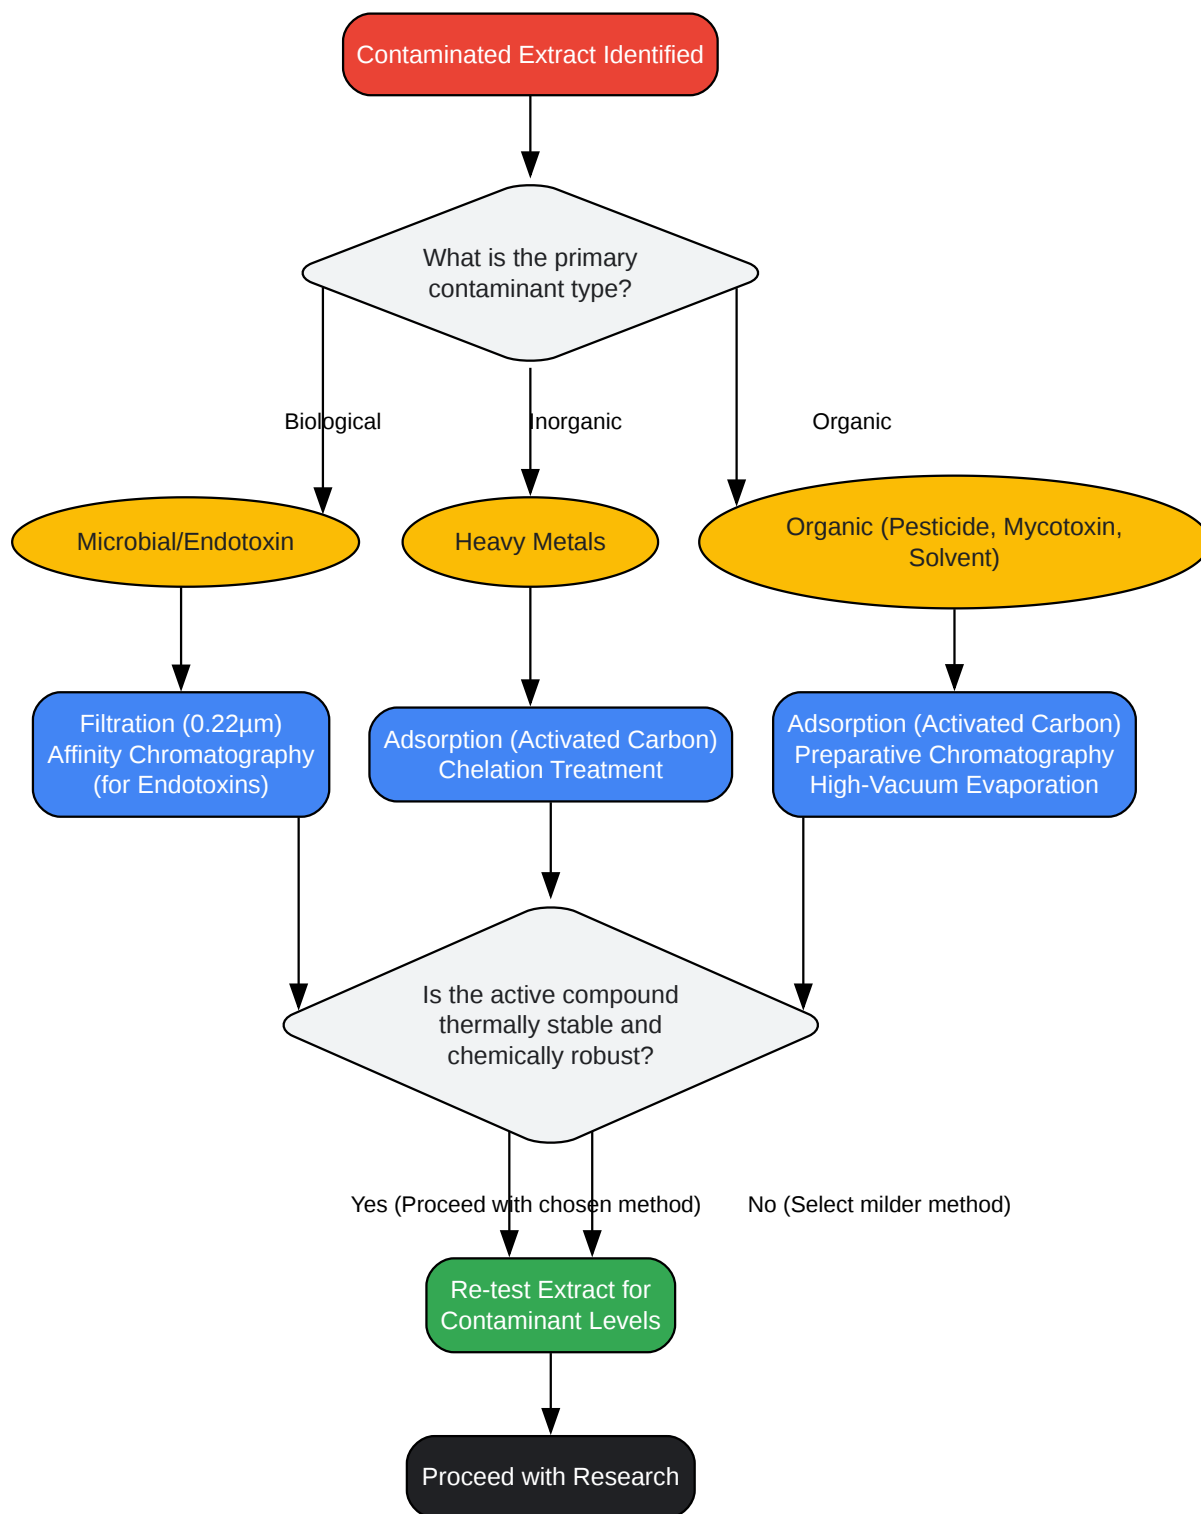 Contaminated Extract Identified
What is the primary
contaminant type?
Biological
Inorganic
Organic
Microbial/Endotoxin
Heavy Metals
Organic (Pesticide, Mycotoxin,
Solvent)
Filtration (0.22µm)
Affinity Chromatography
(for Endotoxins)
Adsorption (Activated Carbon)
Chelation Treatment
Adsorption (Activated Carbon)
Preparative Chromatography
High-Vacuum Evaporation
Is the active compound
thermally stable and
chemically robust?
Yes (Proceed with chosen method)
No (Select milder method)
Re-test Extract for
Contaminant Levels
Proceed with Research